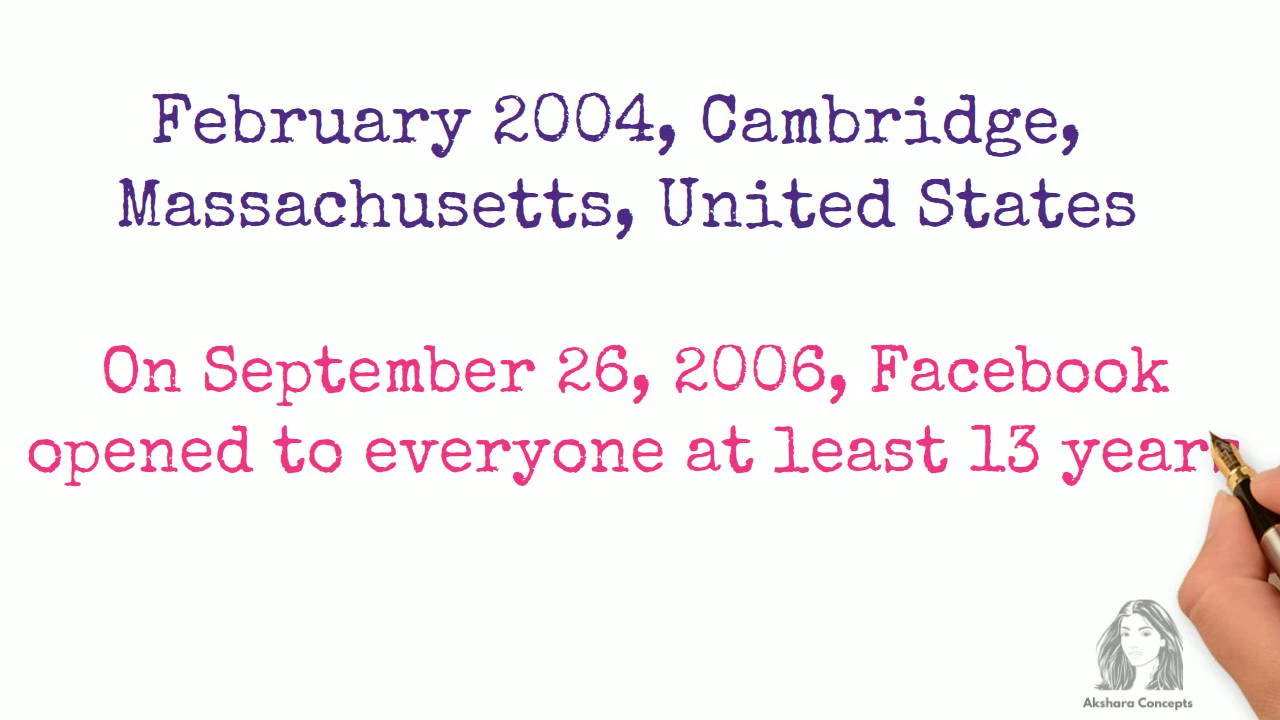 February 2004, Cambridge,
Massachusetts, United States
On September 26, 2006, Facebook
opened to everyone at least 13 years
Akshara Concepts